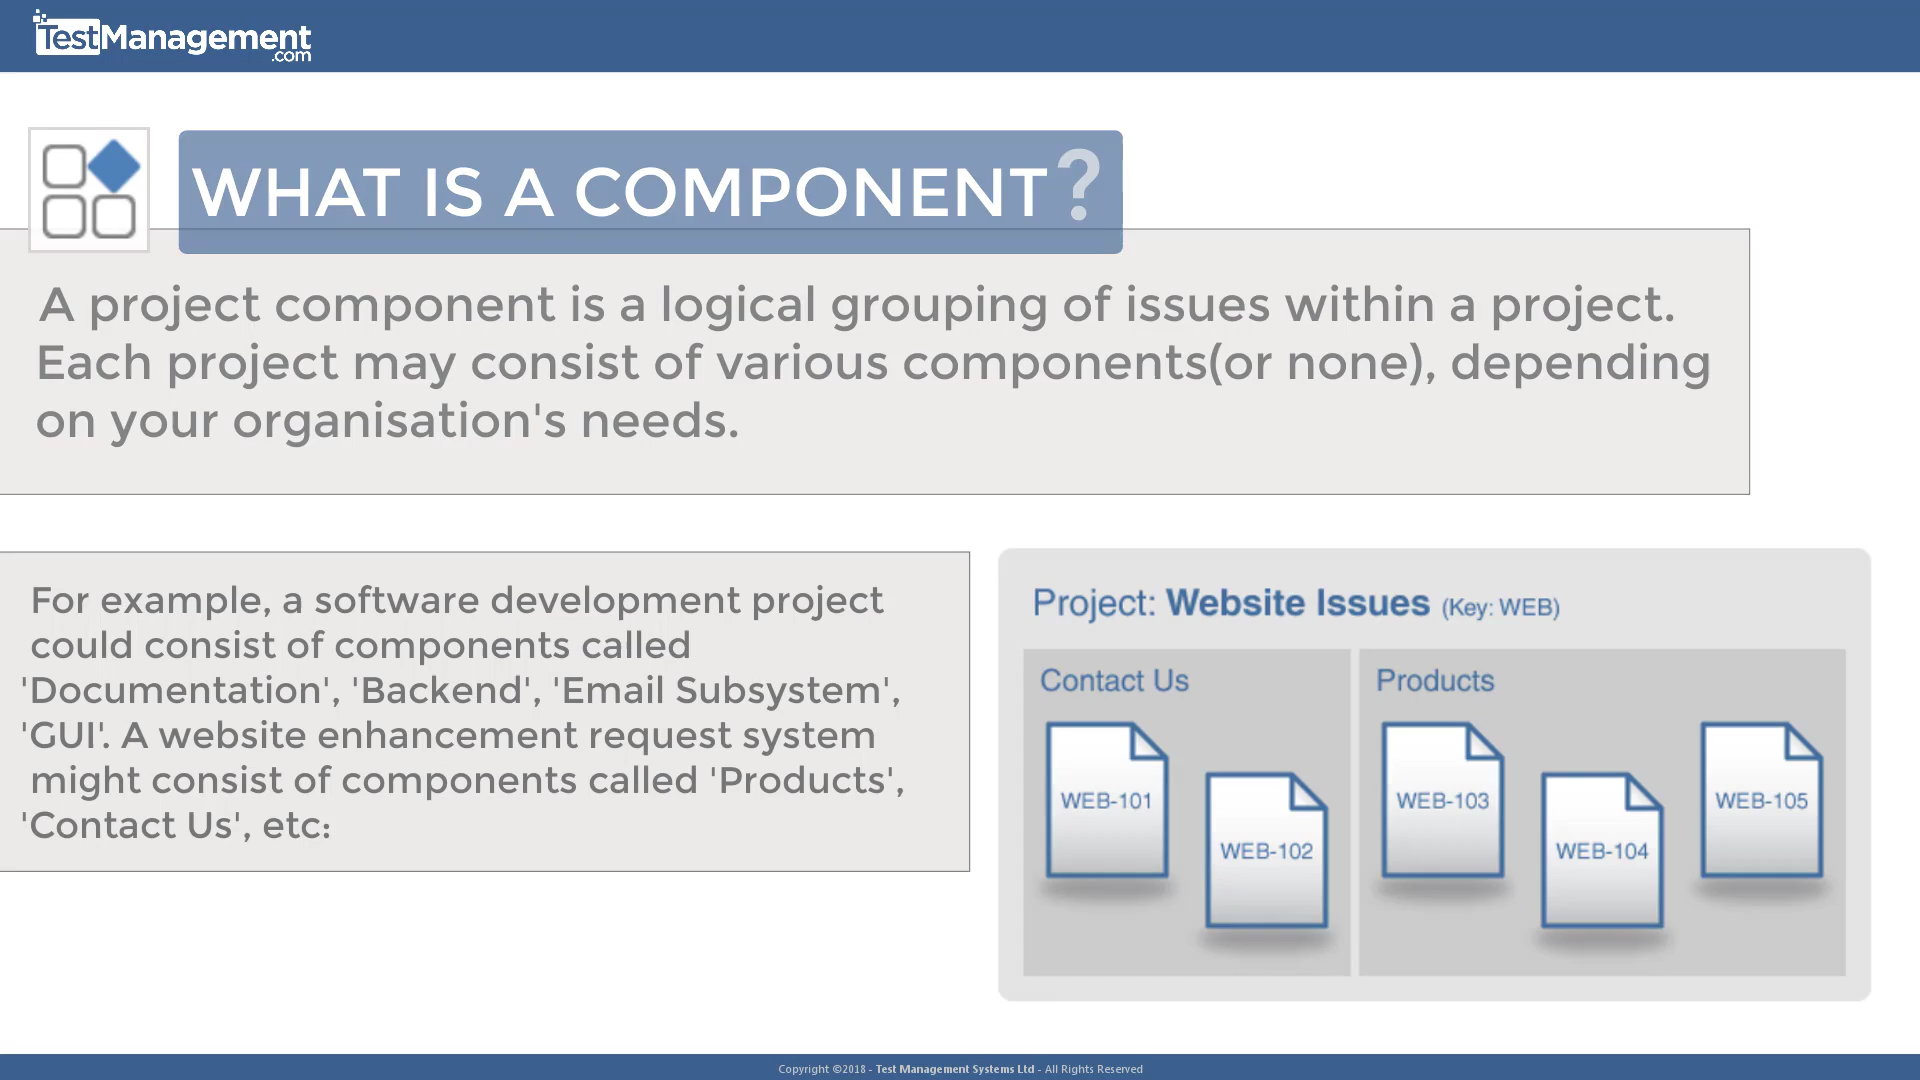 TestManagement
.com
WHAT IS A COMPONENT?
A project component is a logical grouping of issues within a project.
Each project may consist of various components(or none), depending
on your organisation's needs.
For example, a software development project
could consist of components called
'Documentation', 'Backend', 'Email Subsystem',
'GUI'. A website enhancement request system
might consist of components called 'Products',
'Contact Us', etc:
Project: Website Issues (Key: WEB)
Contact Us
WEB-101
WEB-102
Products
WEB-103
WEB-104
WEB-105
Copyright ©2018 - Test Management Systems Ltd - All Rights Reserved